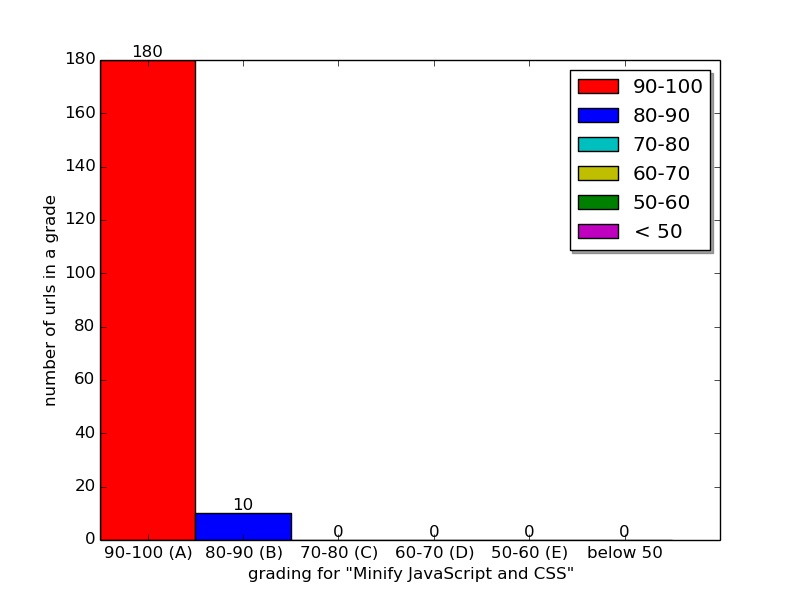 180
180
160
140
120
100
80
60
40
20
0
10
0
0
0
0
90-100 (A)
80-90 (B)
70-80 (C)
60-70 (D)
50-60 (E)
below 50
grading for "Minify JavaScript and CSS"
number of urls in a grade
90-100
80-90
70-80
60-70
50-60
< 50